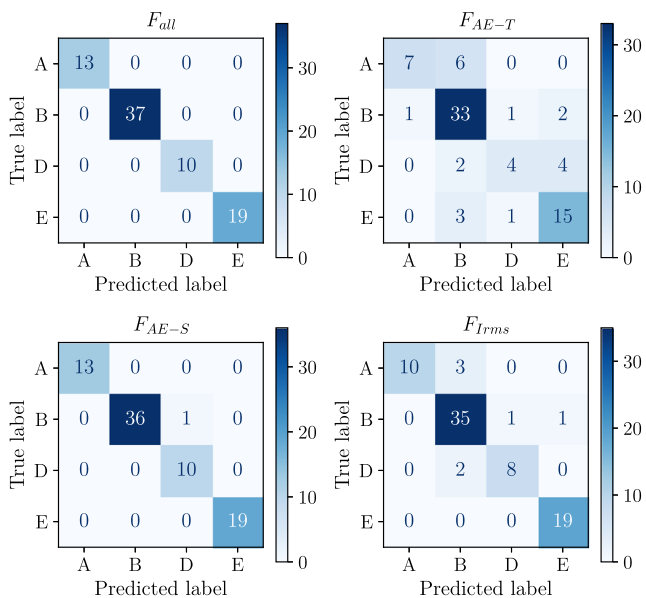 F_all
A 13 0 0 0
B 0 37 0 0
D 0 0 10 0
E 0 0 0 19
A B D E
Predicted label
True label
30
20
10
0
F_AE−T
A 7 6 0 0
B 1 33 1 2
D 0 2 4 4
E 0 3 1 15
A B D E
Predicted label
True label
30
20
10
0
F_AE−S
A 13 0 0 0
B 0 36 1 0
D 0 0 10 0
E 0 0 0 19
A B D E
Predicted label
True label
30
20
10
0
F_Irms
A 10 3 0 0
B 0 35 1 1
D 0 2 8 0
E 0 0 0 19
A B D E
Predicted label
True label
30
20
10
0